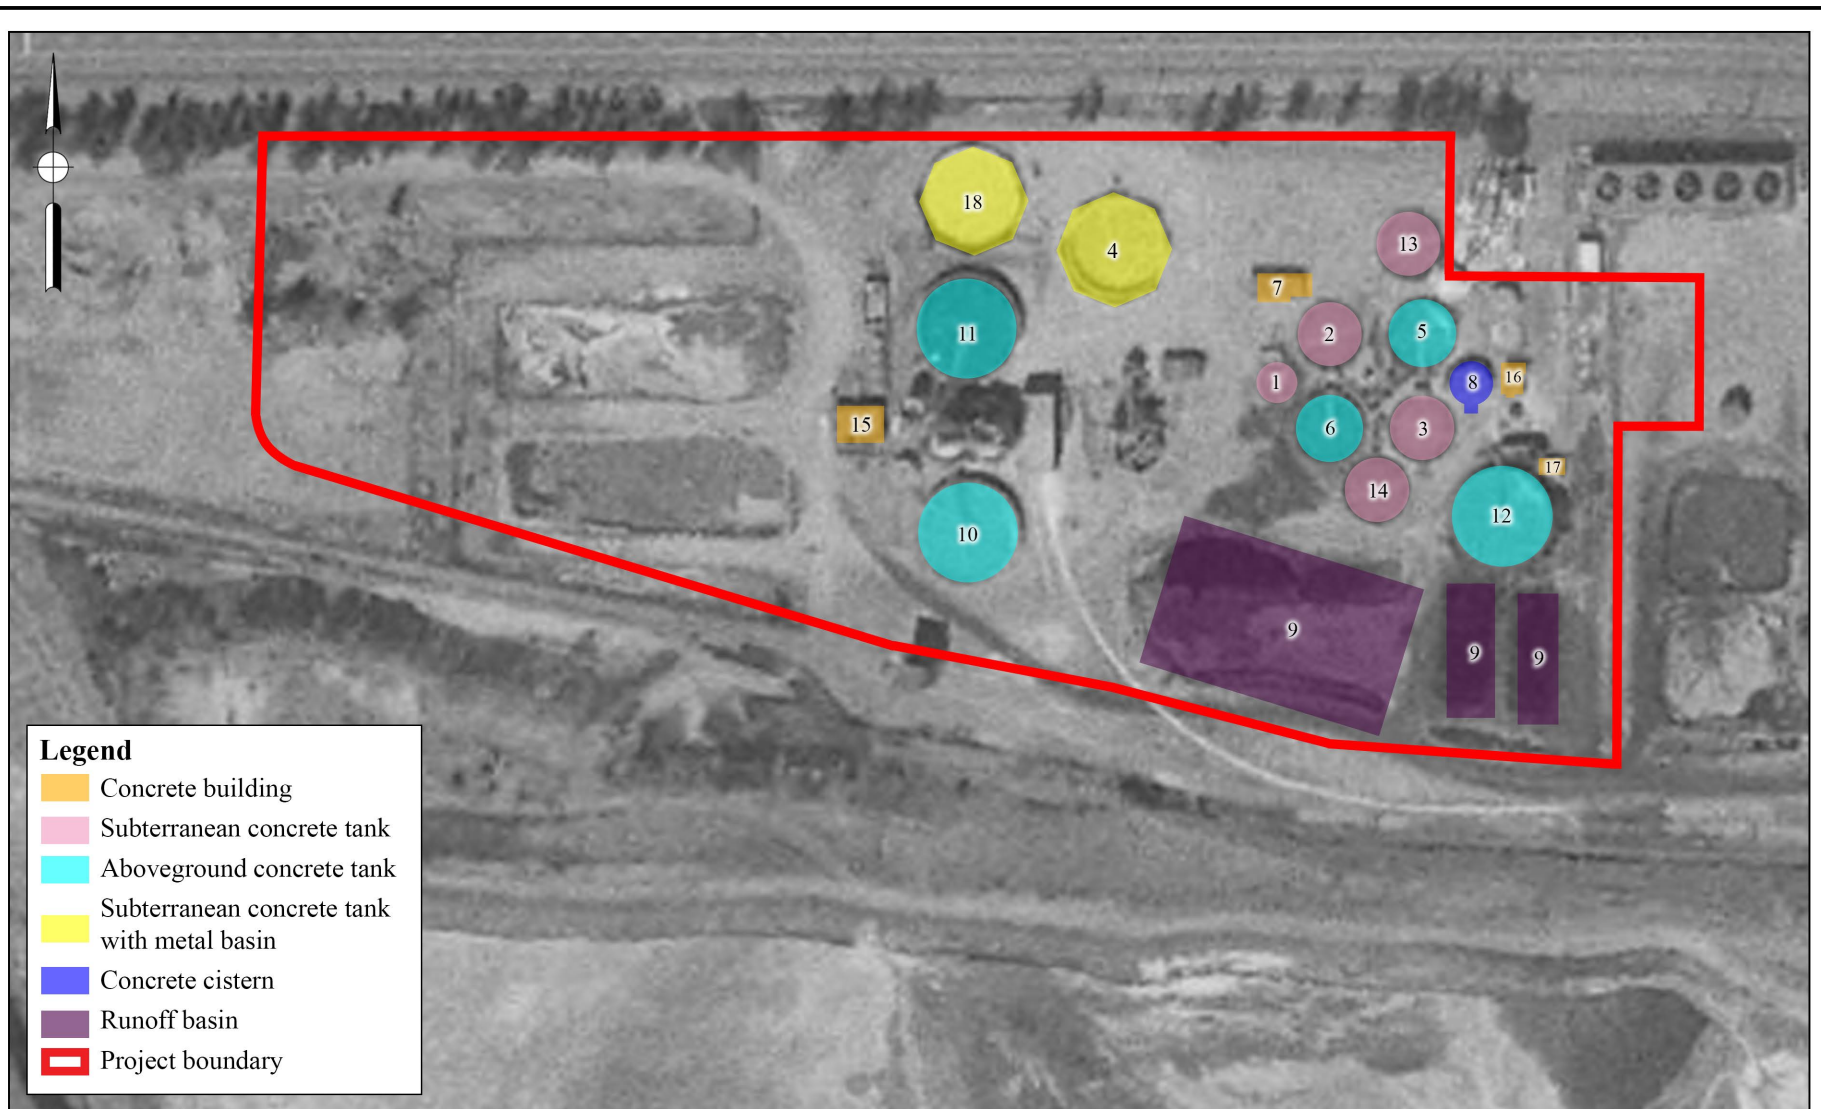 18
4
13
7
11
2
5
1
8
16
15
6
3
17
14
12
10
9
9
9
Legend
Concrete building
Subterranean concrete tank
Aboveground concrete tank
Subterranean concrete tank
with metal basin
Concrete cistern
Runoff basin
Project boundary